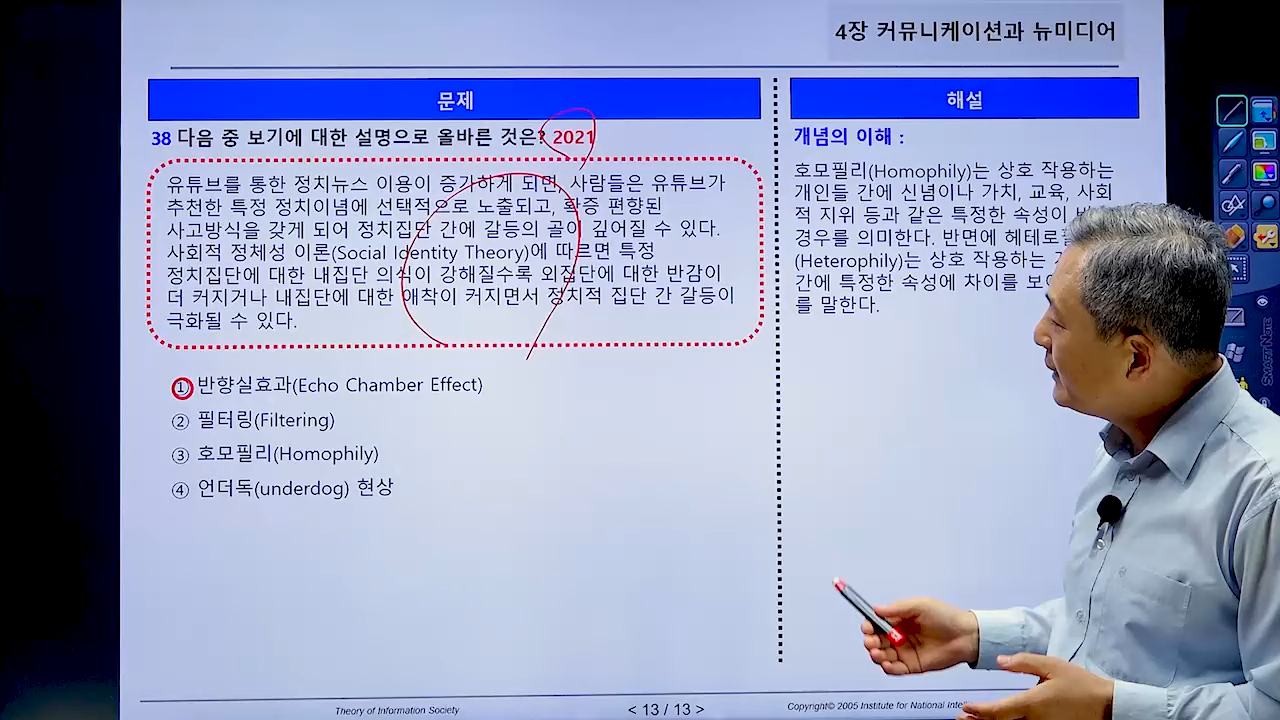 4장 커뮤니케이션과 뉴미디어
문제
38 다음 중 보기에 대한 설명으로 올바른 것은? 2021
유튜브를 통한 정치뉴스 이용이 증가하게 되면, 사람들은 유튜브가
추천한 특정 정치이념에 선택적으로 노출되고, 확증 편향된
사고방식을 갖게 되어 정치집단 간에 갈등의 골이 깊어질 수 있다.
사회적 정체성 이론(Social Identity Theory)에 따르면 특정
정치집단에 대한 내집단 의식이 강해질수록 외집단에 대한 반감이
더 커지거나 내집단에 대한 애착이 커지면서 정치적 집단 간 갈등이
극화될 수 있다.
① 반향실효과(Echo Chamber Effect)
② 필터링(Filtering)
③ 호모필리(Homophily)
④ 언더독(underdog) 현상
해설
개념의 이해 :
호모필리(Homophily)는 상호 작용하는
개인들 간에 신념이나 가치, 교육, 사회
적 지위 등과 같은 특정한 속성이
경우를 의미한다. 반면에
(Heterophily)는 상호 작용하는
간에 특정한 속성에 차이를
를 말한다.
Theory of Information Society
< 13 / 13 >
Copyright© 2005 Institute for National
SMART NOTE